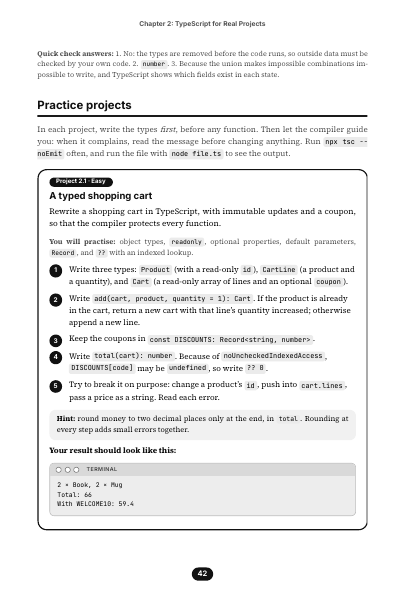 Chapter 2: TypeScript for Real Projects
Quick check answers: 1. No: the types are removed before the code runs, so outside data must be
checked by your own code. 2. number. 3. Because the union makes impossible combinations im-
possible to write, and TypeScript shows which fields exist in each state.
Practice projects
In each project, write the types first, before any function. Then let the compiler guide
you: when it complains, read the message before changing anything. Run npx tsc --
noEmit often, and run the file with node file.ts to see the output.
Project 2.1 · Easy
A typed shopping cart
Rewrite a shopping cart in TypeScript, with immutable updates and a coupon,
so that the compiler protects every function.
You will practise: object types, readonly, optional properties, default parameters,
Record, and ?? with an indexed lookup.
1 Write three types: Product (with a read-only id), CartLine (a product and
a quantity), and Cart (a read-only array of lines and an optional coupon).
2 Write add(cart, product, quantity = 1): Cart. If the product is already
in the cart, return a new cart with that line's quantity increased; otherwise
append a new line.
3 Keep the coupons in const DISCOUNTS: Record<string, number>.
4 Write total(cart): number. Because of noUncheckedIndexedAccess,
DISCOUNTS[code] may be undefined, so write ?? 0.
5 Try to break it on purpose: change a product's id, push into cart.lines,
pass a price as a string. Read each error.
Hint: round money to two decimal places only at the end, in total. Rounding at
every step adds small errors together.
Your result should look like this:
TERMINAL
2 × Book, 2 × Mug
Total: 66
With WELCOME10: 59.4
42